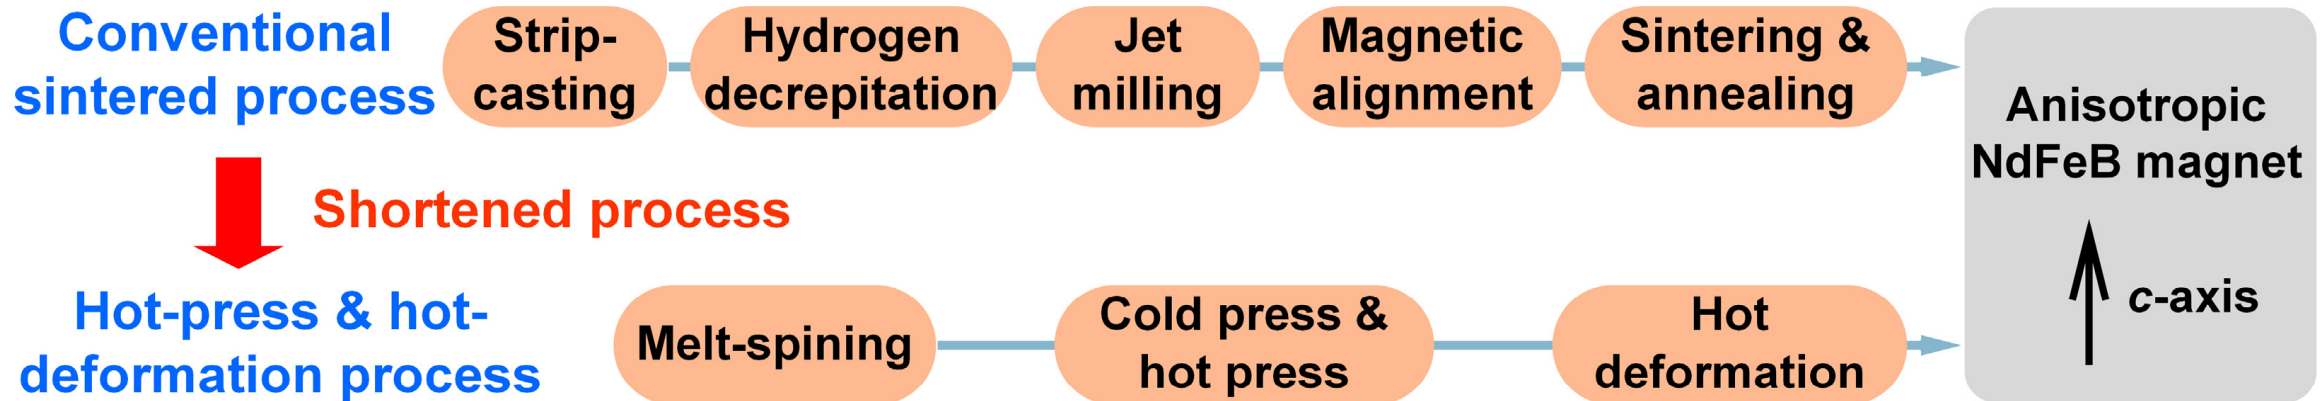 Conventional
sintered process
Strip-
casting
Hydrogen
decrepitation
Jet
milling
Magnetic
alignment
Sintering &
annealing
Anisotropic
NdFeB magnet
c-axis
Shortened process
Hot-press & hot-
deformation process
Melt-spining
Cold press &
hot press
Hot
deformation